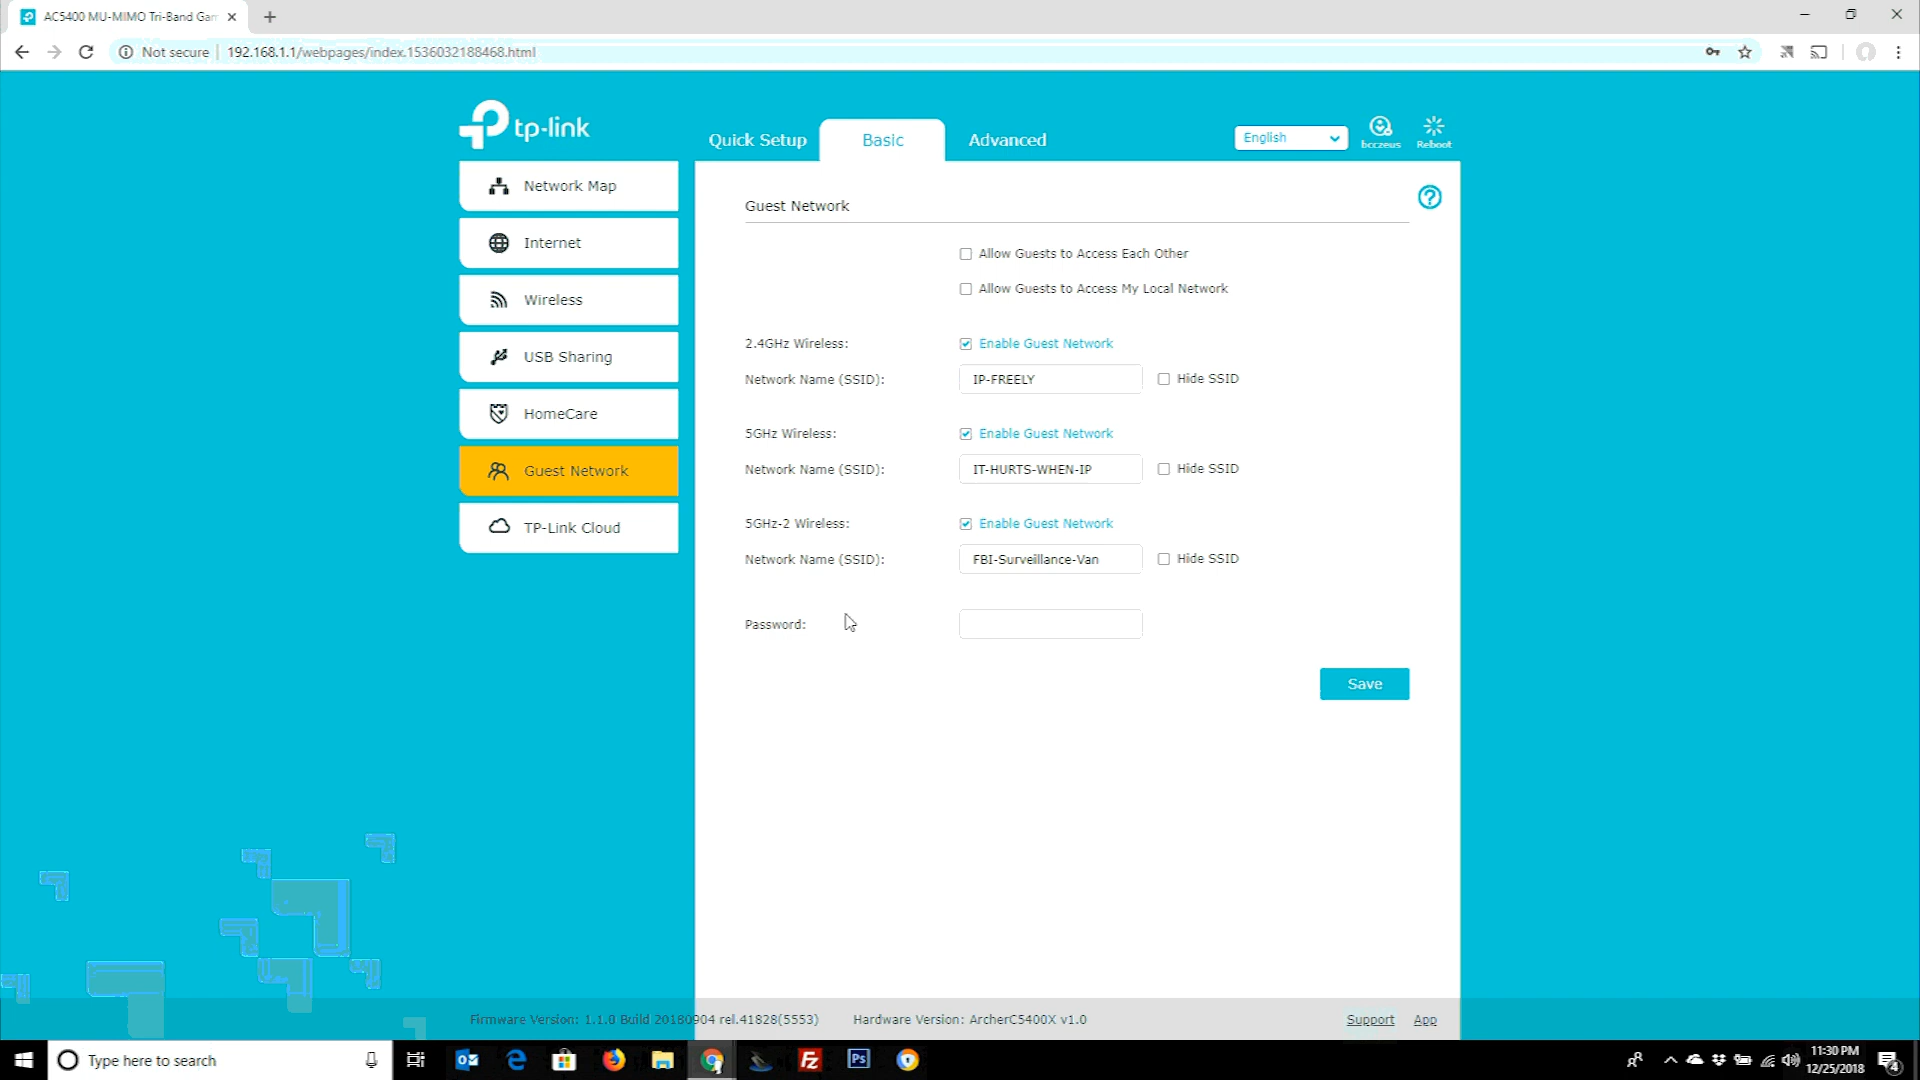 AC5400 MU-MIMO Tri-Band Gam
Not secure
192.168.1.1/webpages/index.1536032188468.html
tp-link
Quick Setup
Basic
Advanced
English
bcczeus
Reboot
Network Map
Internet
Wireless
USB Sharing
HomeCare
Guest Network
TP-Link Cloud
Guest Network
Allow Guests to Access Each Other
Allow Guests to Access My Local Network
2.4GHz Wireless: Enable Guest Network
Network Name (SSID): IP-FREELY Hide SSID
5GHz Wireless: Enable Guest Network
Network Name (SSID): IT-HURTS-WHEN-IP Hide SSID
5GHz-2 Wireless: Enable Guest Network
Network Name (SSID): FBI-Surveillance-Van Hide SSID
Password:
Save
Firmware Version: 1.1.0 Build 20180904 rel.41828(5553) Hardware Version: ArcherC5400X v1.0 Support App
Type here to search
11:30 PM
12/25/2018
4